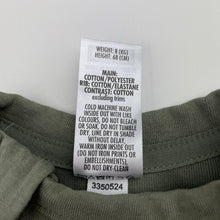 WEIGHT: 8 (KG)
HEIGHT: 68 (CM)
MAIN:
COTTON/POLYESTER
RIB: COTTON/ELASTANE
CONTRAST: COTTON
excluding trims
COLD MACHINE WASH
INSIDE OUT WITH LIKE
COLORS. DO NOT BLEACH
OR SOAK, DO NOT TUMBLE
DRY, LINE DRY IN SHADE
WITHOUT DELAY.
WARM IRON INSIDE OUT
(DO NOT IRON PRINTS OR
EMBELLISHMENTS)
DO NOT DRY-CLEAN
3350524